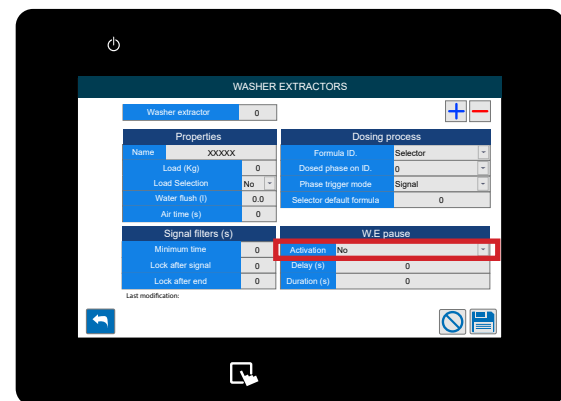 WASHER EXTRACTORS
Washer extractor 0
Properties
Name XXXXX
Load (Kg) 0
Load Selection No
Water flush (l) 0.0
Air time (s) 0
Dosing process
Formula ID. Selector
Dosed phase on ID. 0
Phase trigger mode Signal
Selector default formula 0
Signal filters (s)
Minimum time 0
Lock after signal 0
Lock after end 0
W.E pause
Activation No
Delay (s) 0
Duration (s) 0
Last modification: